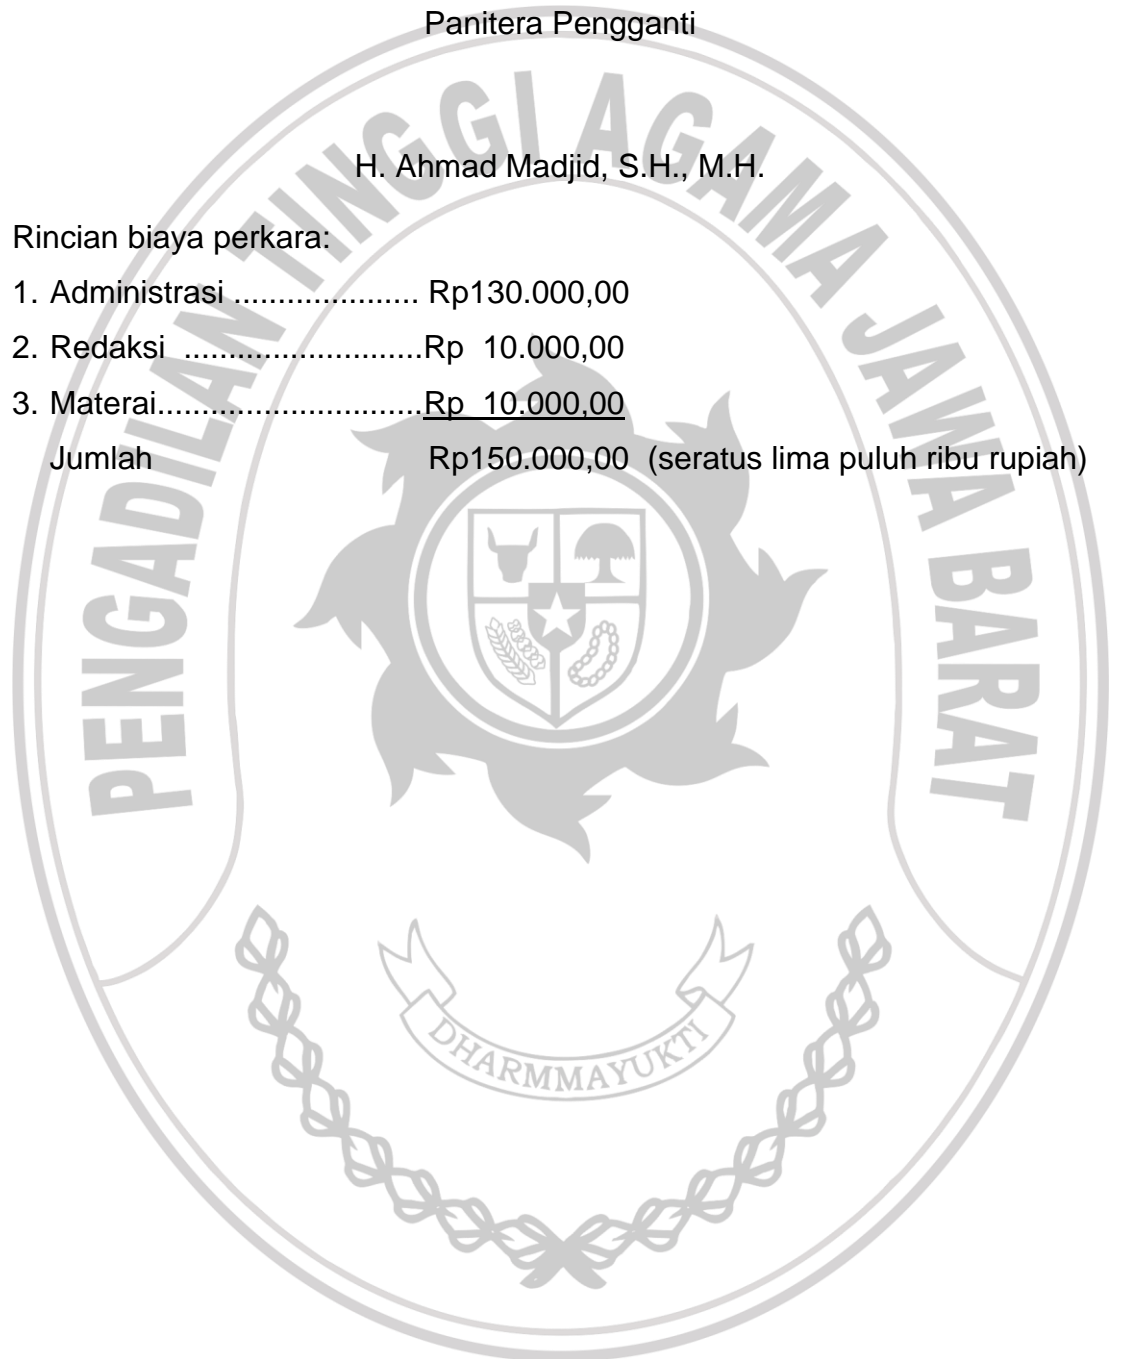 Panitera Pengganti
H. Ahmad Madjid, S.H., M.H.
Rincian biaya perkara:
1. Administrasi ..................... Rp130.000,00
2. Redaksi ...........................Rp 10.000,00
3. Materai..............................Rp 10.000,00
Jumlah Rp150.000,00 (seratus lima puluh ribu rupiah)
PENGADILAN TINGGI AGAMA JAWA BARAT
DHARMMAYUKTI